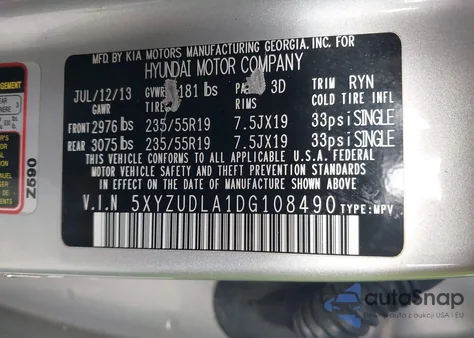 MFD. BY KIA MOTORS MANUFACTURING GEORGIA, INC. FOR
HYUNDAI MOTOR COMPANY
JUL/12/13 GVWR 181 lbs PA 3D TRIM RYN
GAWR TIRE RIMS COLD TIRE INFL
FRONT 2976 lbs 235/55R19 7.5JX19 33psi SINGLE
REAR 3075 lbs 235/55R19 7.5JX19 33psi SINGLE
THIS VEHICLE CONFORMS TO ALL APPLICABLE U.S.A. FEDERAL
MOTOR VEHICLE SAFETY AND THEFT PREVENTION STANDARDS
IN EFFECT ON THE DATE OF MANUFACTURE SHOWN ABOVE.
V.I.N 5XYZUDLA1DG108490 TYPE:MPV
Z590
autoSnap